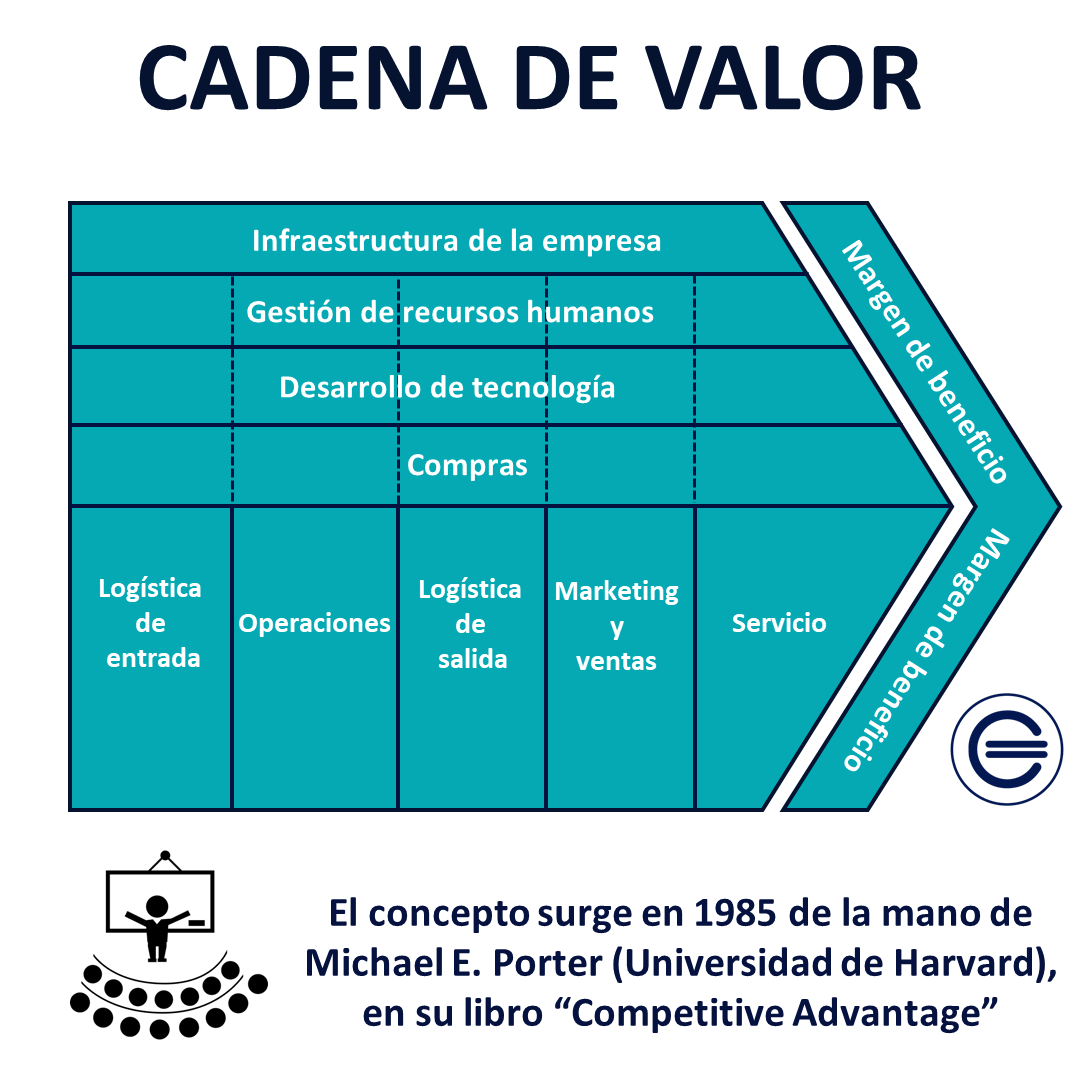 CADENA DE VALOR
Infraestructura de la empresa
Gestión de recursos humanos
Desarrollo de tecnología
Compras
Logística
de
entrada
Operaciones
Logística
de
salida
Marketing
y
ventas
Servicio
Margen de beneficio
Margen de beneficio
El concepto surge en 1985 de la mano de
Michael E. Porter (Universidad de Harvard),
en su libro “Competitive Advantage”